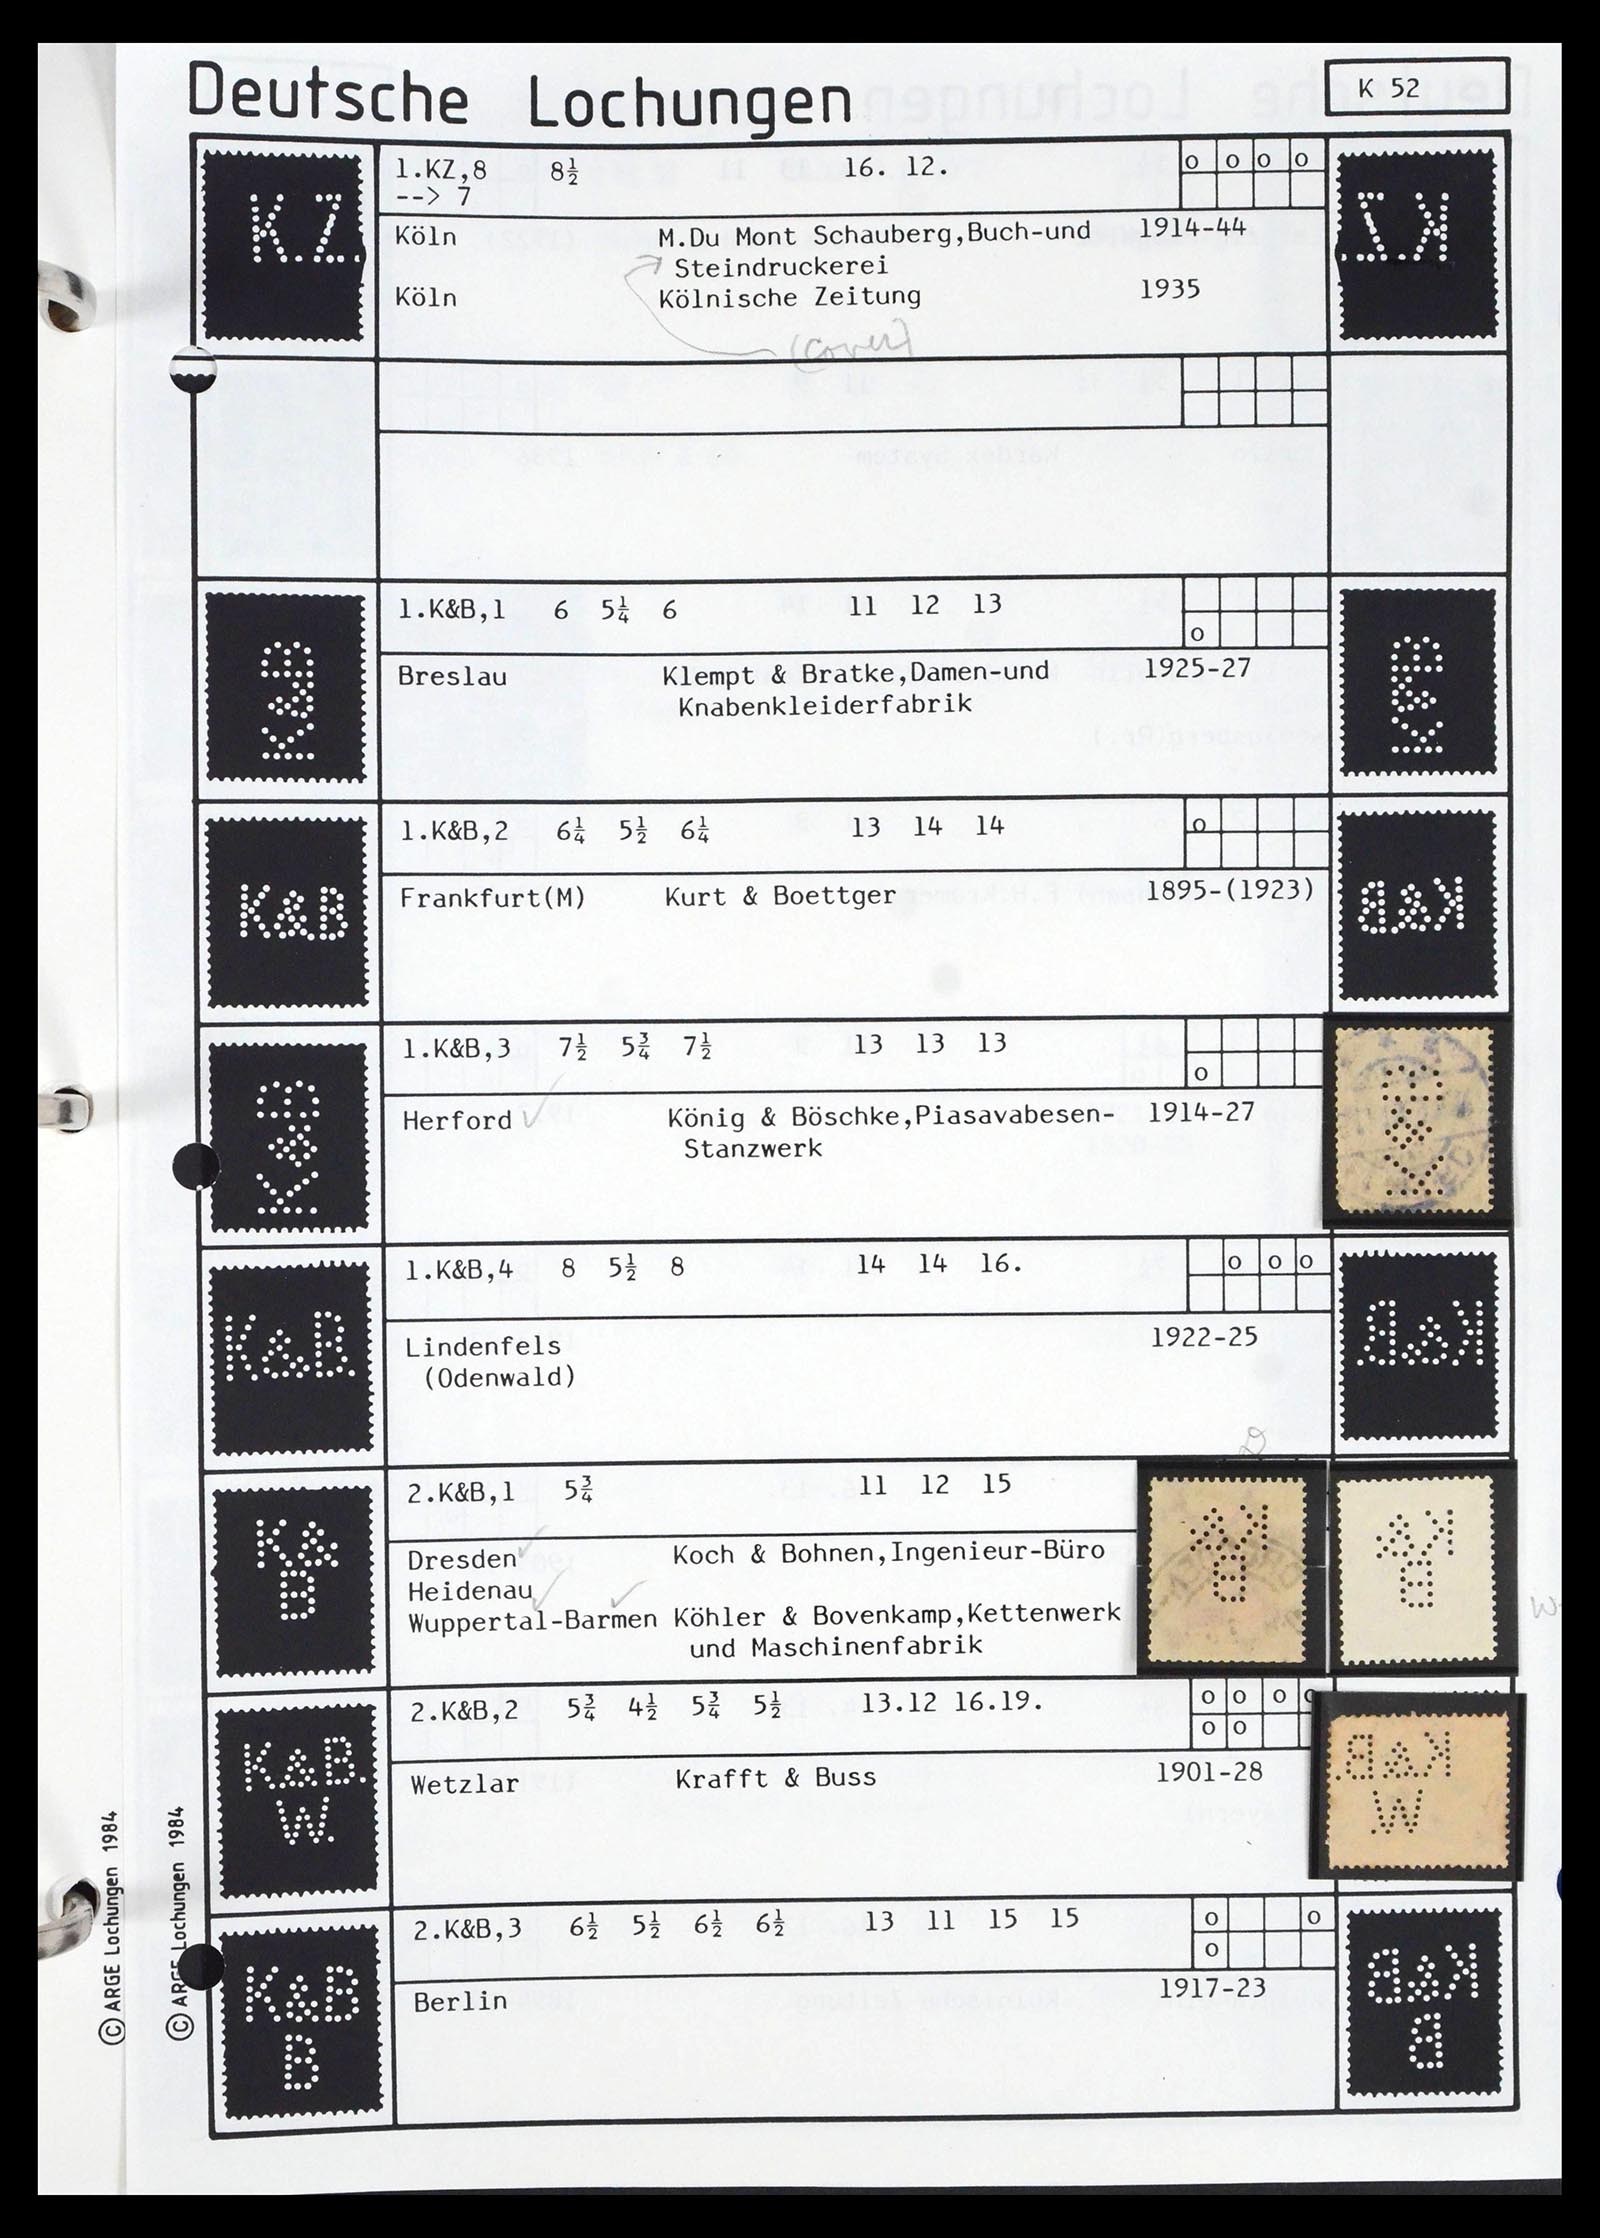 Deutsche Lochungen
K 52
K.Z.
1.KZ,8 8½ 16. 12.
--> 7
o o o o
Köln M.Du Mont Schauberg,Buch-und 1914-44
Steindruckerei
Köln Kölnische Zeitung 1935
(cover)
K&B
1.K&B,1 6 5¼ 6 11 12 13
o
Breslau Klempt & Bratke,Damen-und 1925-27
Knabenkleiderfabrik
K&B
1.K&B,2 6¼ 5½ 6¼ 13 14 14
o
Frankfurt(M) Kurt & Boettger 1895-(1923)
K&B
1.K&B,3 7½ 5¾ 7½ 13 13 13
o
Herford König & Böschke,Piasavabesen- 1914-27
Stanzwerk
K&B.
1.K&B,4 8 5½ 8 14 14 16.
o o o
Lindenfels 1922-25
(Odenwald)
K&
B
2.K&B,1 5¾ 11 12 15
Dresden Koch & Bohnen,Ingenieur-Büro
Heidenau
Wuppertal-Barmen Köhler & Bovenkamp,Kettenwerk
und Maschinenfabrik
K&B.
W.
2.K&B,2 5¾ 4½ 5¾ 5½ 13.12 16.19.
o o o o
o o
Wetzlar Krafft & Buss 1901-28
K&B
B
2.K&B,3 6½ 5½ 6½ 6½ 13 11 15 15
o o
o
Berlin 1917-23
© ARGE Lochungen 1984
© ARGE Lochungen 1984